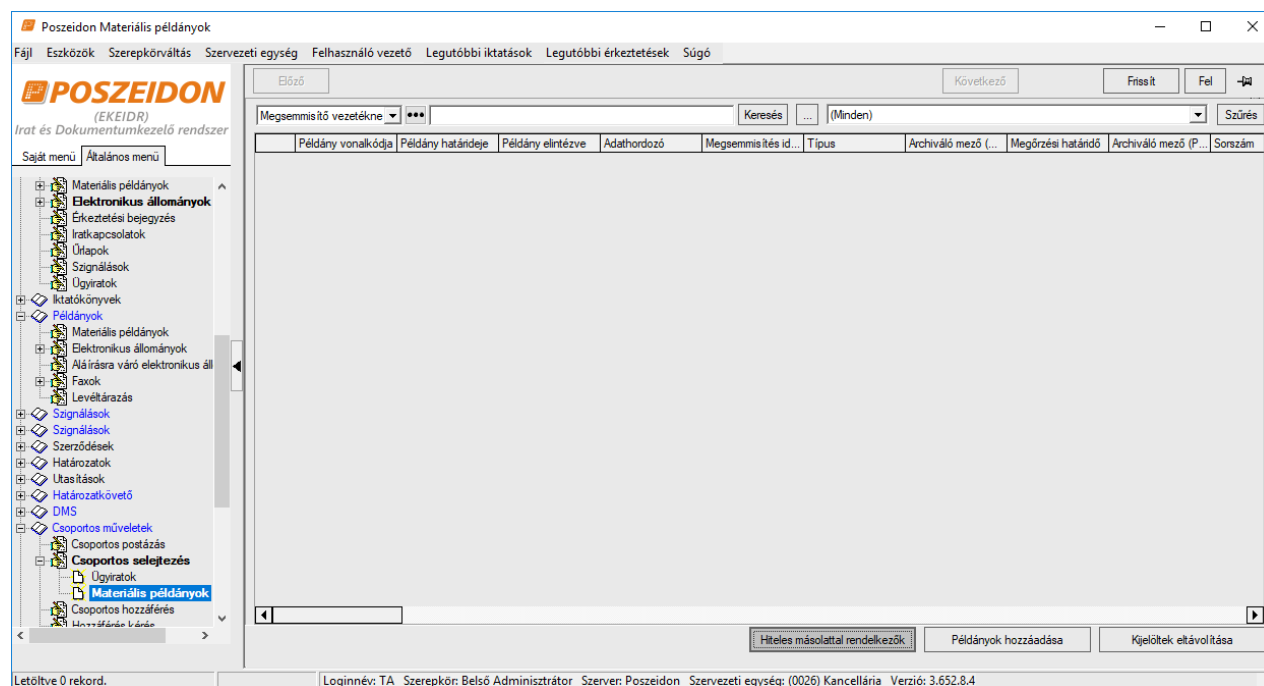 Poszeidon Materiális példányok
Fájl Eszközök Szerepkörváltás Szervezeti egység Felhasználó vezető Legutóbbi iktatások Legutóbbi érkeztetések Súgó
POSZEIDON
(EKEIDR)
Irat és Dokumentumkezelő rendszer
Saját menü Általános menü
Materiális példányok
Elektronikus állományok
Érkeztetési bejegyzés
Iratkapcsolatok
Űrlapok
Szignálások
Ügyiratok
Iktatókönyvek
Példányok
Materiális példányok
Elektronikus állományok
Aláírásra váró elektronikus áll
Faxok
Levéltárazás
Szignálások
Szignálások
Szerződések
Határozatok
Utasítások
Határozatkövető
DMS
Csoportos műveletek
Csoportos postázás
Csoportos selejtezés
Ügyiratok
Materiális példányok
Csoportos hozzáférés
Hozzáférés kérés
Előző Következő Frissít Fel
Megsemmisítő vezetékne ••• Keresés ... (Minden) Szűrés
Példány vonalkódja Példány határideje Példány elintézve Adathordozó Megsemmisítés id... Típus Archiváló mező (... Megőrzési határidő Archiváló mező (P... Sorszám
Hiteles másolattal rendelkezők Példányok hozzáadása Kijelöltek eltávolítása
Letöltve 0 rekord. Loginnév: TA Szerepkör: Belső Adminisztrátor Szerver: Poszeidon Szervezeti egység: (0026) Kancellária Verzió: 3.652.8.4